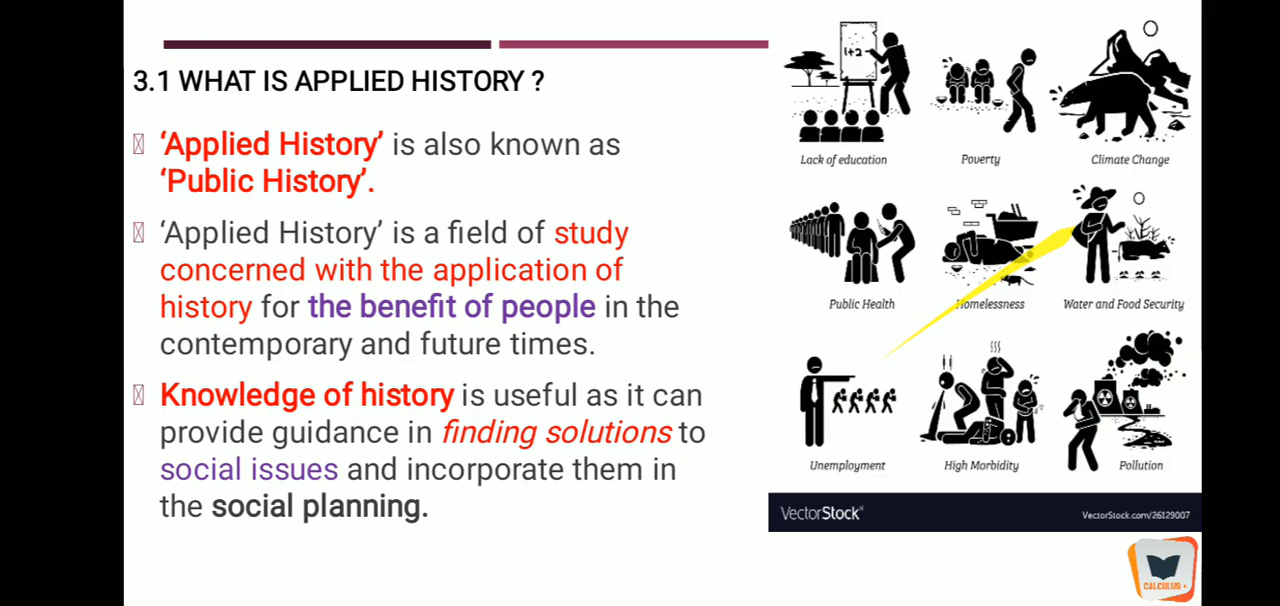 3.1 WHAT IS APPLIED HISTORY ?
‘Applied History’ is also known as
‘Public History’.
‘Applied History’ is a field of study
concerned with the application of
history for the benefit of people in the
contemporary and future times.
Knowledge of history is useful as it can
provide guidance in finding solutions to
social issues and incorporate them in
the social planning.
1+2
Lack of education
Poverty
Climate Change
Public Health
Homelessness
Water and Food Security
Unemployment
High Morbidity
Pollution
VectorStock®
VectorStock.com/26129007
CALCULUS +